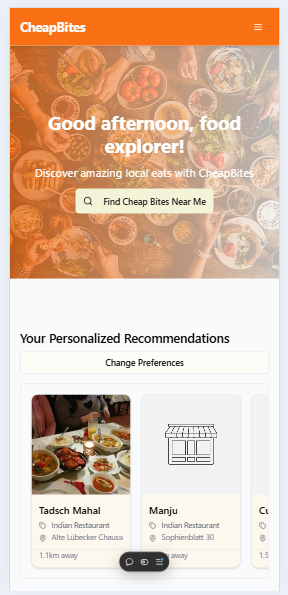 CheapBites
Good afternoon, food
explorer!
Discover amazing local eats with CheapBites
Find Cheap Bites Near Me
Your Personalized Recommendations
Change Preferences
Tadsch Mahal
Indian Restaurant
Alte Lübecker Chauss
1.1km away
Manju
Indian Restaurant
Sophienblatt 30
away
Cu
1.5